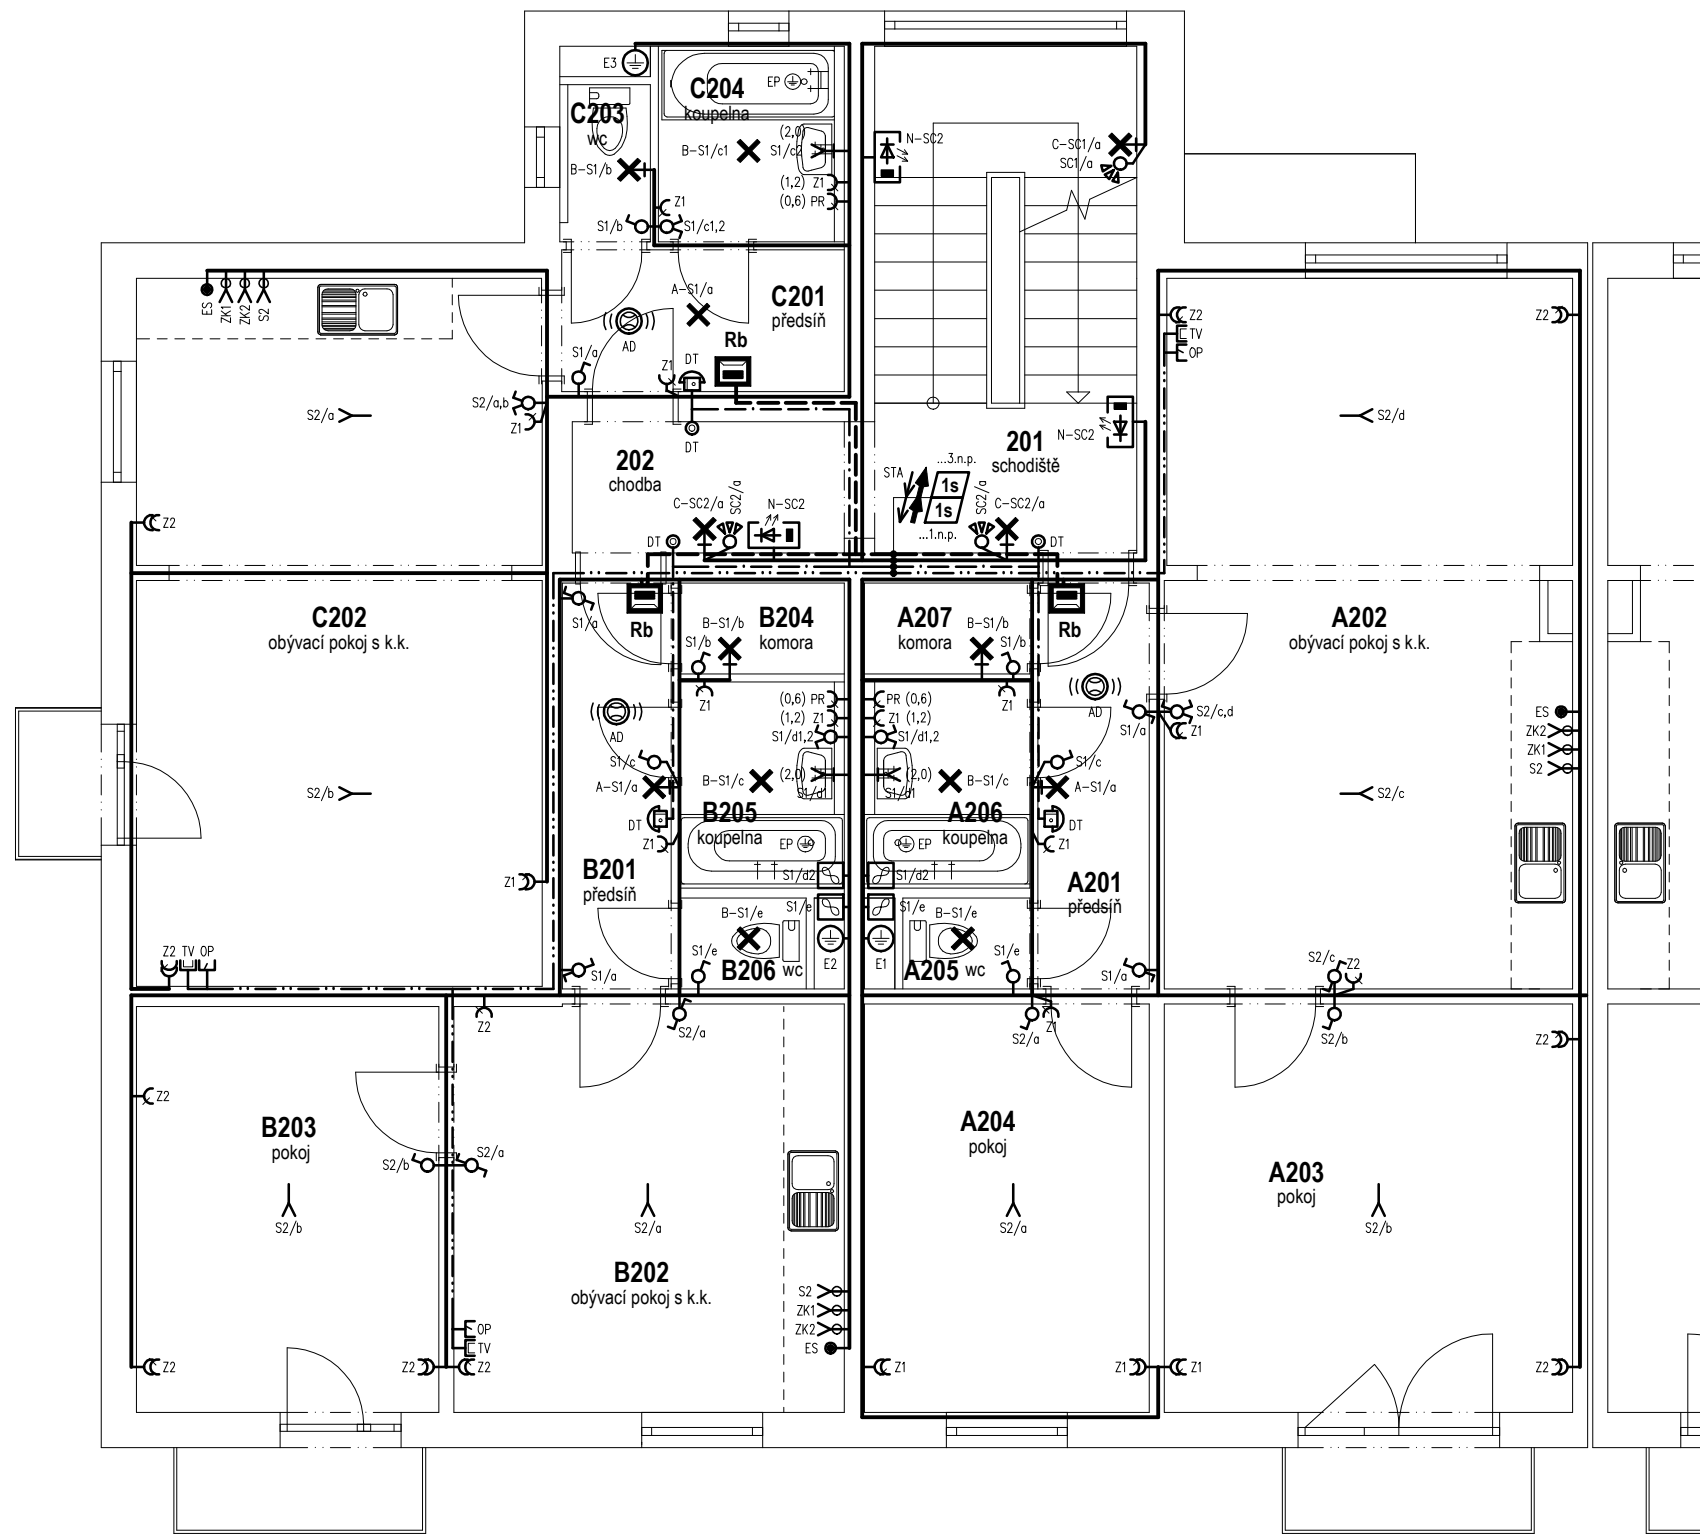 E3
C204
koupelna
EP
C203
wc
(2,0)
B-S1/c1
S1/c2
B-S1/b
(1,2) Z1
(0,6) PR
Z1
S1/b
S1/c1,2
N-SC2
C-SC1/a
SC1/a
ES
ZK1
ZK2
S2
A-S1/a
C201
předsíň
AD
Rb
S1/a
Z1
DT
S2/a
S2/a,b
Z1
DT
Z2
TV
OP
Z2
S2/d
N-SC2
201
schodiště
202
chodba
STA
...3.n.p.
1s
1s
...1.n.p.
C-SC2/a
SC2/a
N-SC2
SC2/a
C-SC2/a
Z2
DT
DT
C202
obývací pokoj s k.k.
S1/a
Rb
B-S1/b
S1/b
B204
komora
A207
komora
B-S1/b
S1/b
Rb
A202
obývací pokoj s k.k.
Z1
(0,6) PR
PR (0,6)
Z1
(1,2) Z1
Z1 (1,2)
S1/d1,2
S1/d1,2
AD
AD
S1/a
S2/c,d
Z1
ES
ZK2
ZK1
S2
S1/c
B-S1/c
(2,0)
(2,0)
B-S1/c
S1/c
S2/b
A-S1/a
S1/d1
S1/d1
A-S1/a
S2/c
B205
koupelna
A206
koupelna
DT
DT
Z1
EP
EP
Z1
B201
předsíň
S1/d2
S1/d2
A201
předsíň
Z1
B-S1/e
S1/e
S1/e
B-S1/e
Z2
TV
OP
S1/a
S1/e
B206 wc
E2
E1
A205 wc
S1/e
S1/a
S2/c
Z2
Z2
S2/a
S2/a
Z1
S2/b
Z2
Z2
B203
pokoj
S2/b
S2/a
A204
pokoj
A203
pokoj
S2/b
S2/a
S2/a
S2/b
B202
obývací pokoj s k.k.
S2
ZK1
ZK2
ES
OP
TV
Z2
Z2
Z2
Z1
Z1
Z1
Z2